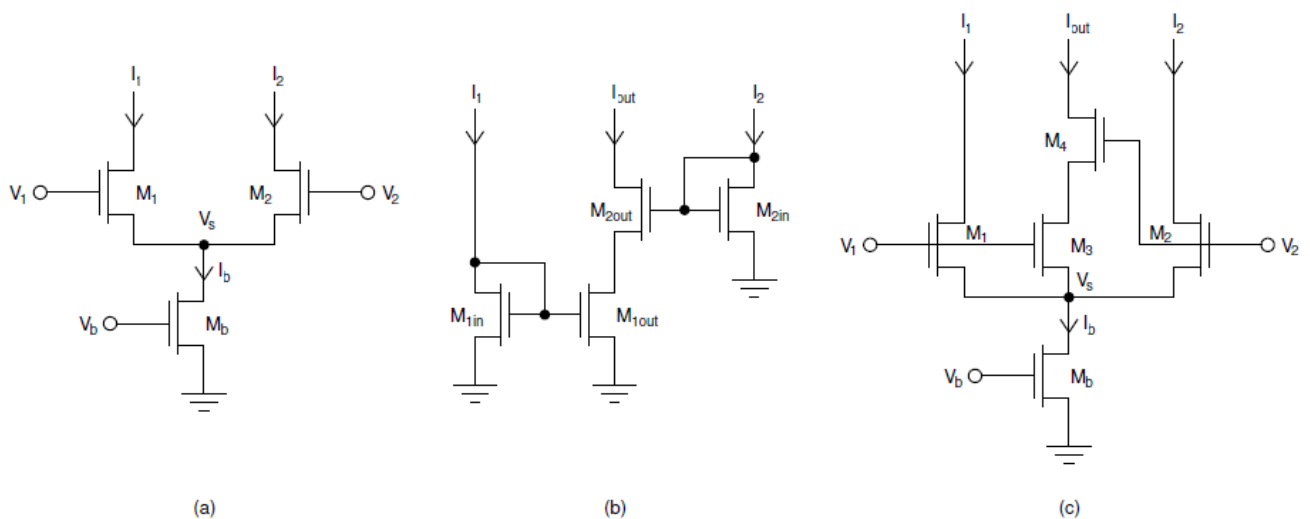 I1
I2
V1
M1
M2
V2
Vs
Ib
Vb
Mb
(a)
I1
Iout
I2
M2out
M2in
M1in
M1out
(b)
I1
Iout
I2
M4
V1
M1
M3
M2
V2
Vs
Ib
Vb
Mb
(c)